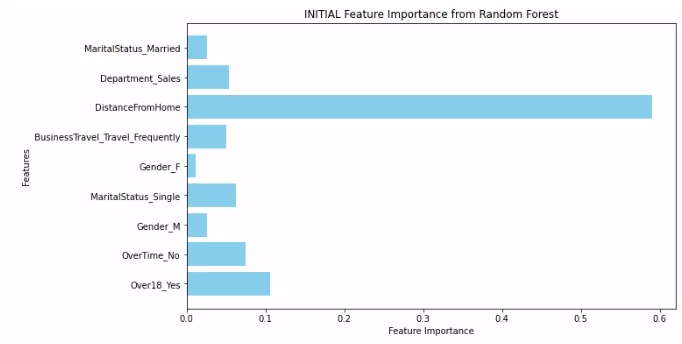 INITIAL Feature Importance from Random Forest
MaritalStatus_Married
Department_Sales
DistanceFromHome
BusinessTravel_Travel_Frequently
Gender_F
MaritalStatus_Single
Gender_M
OverTime_No
Over18_Yes
Features
0.0 0.1 0.2 0.3 0.4 0.5 0.6
Feature Importance